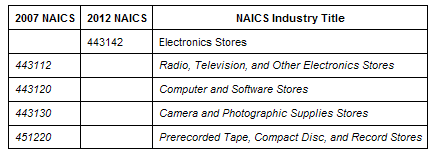 2007 NAICS 2012 NAICS NAICS Industry Title
443142 Electronics Stores
443112 Radio, Television, and Other Electronics Stores
443120 Computer and Software Stores
443130 Camera and Photographic Supplies Stores
451220 Prerecorded Tape, Compact Disc, and Record Stores